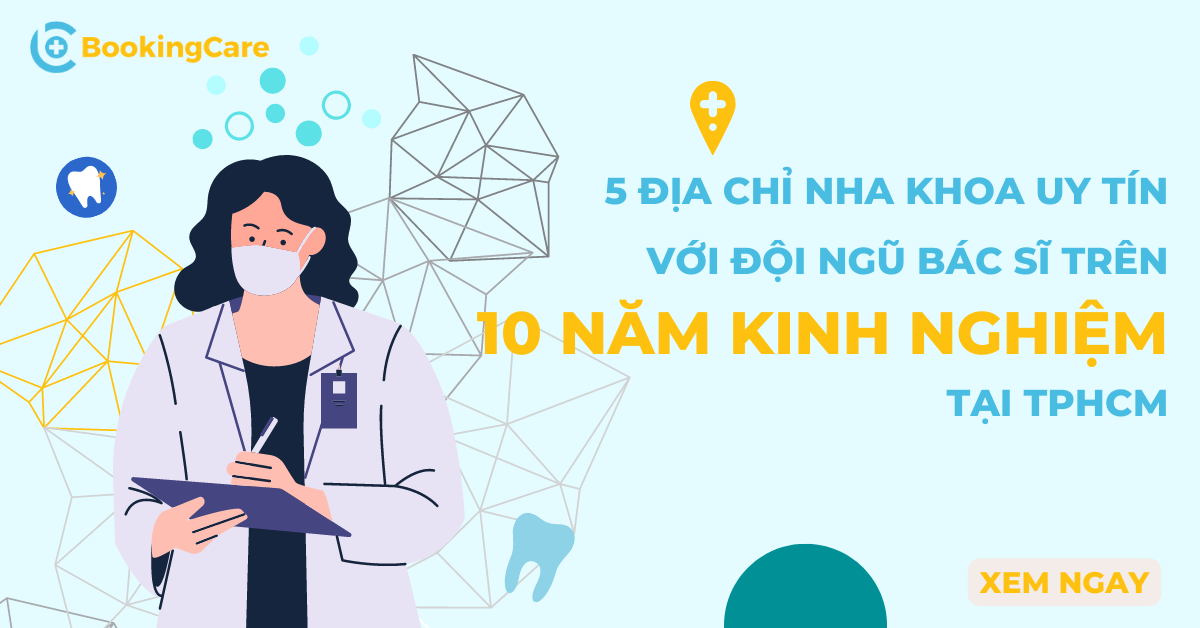 BookingCare
5 ĐỊA CHỈ NHA KHOA UY TÍN
VỚI ĐỘI NGŨ BÁC SĨ TRÊN
10 NĂM KINH NGHIỆM
TẠI TPHCM
XEM NGAY